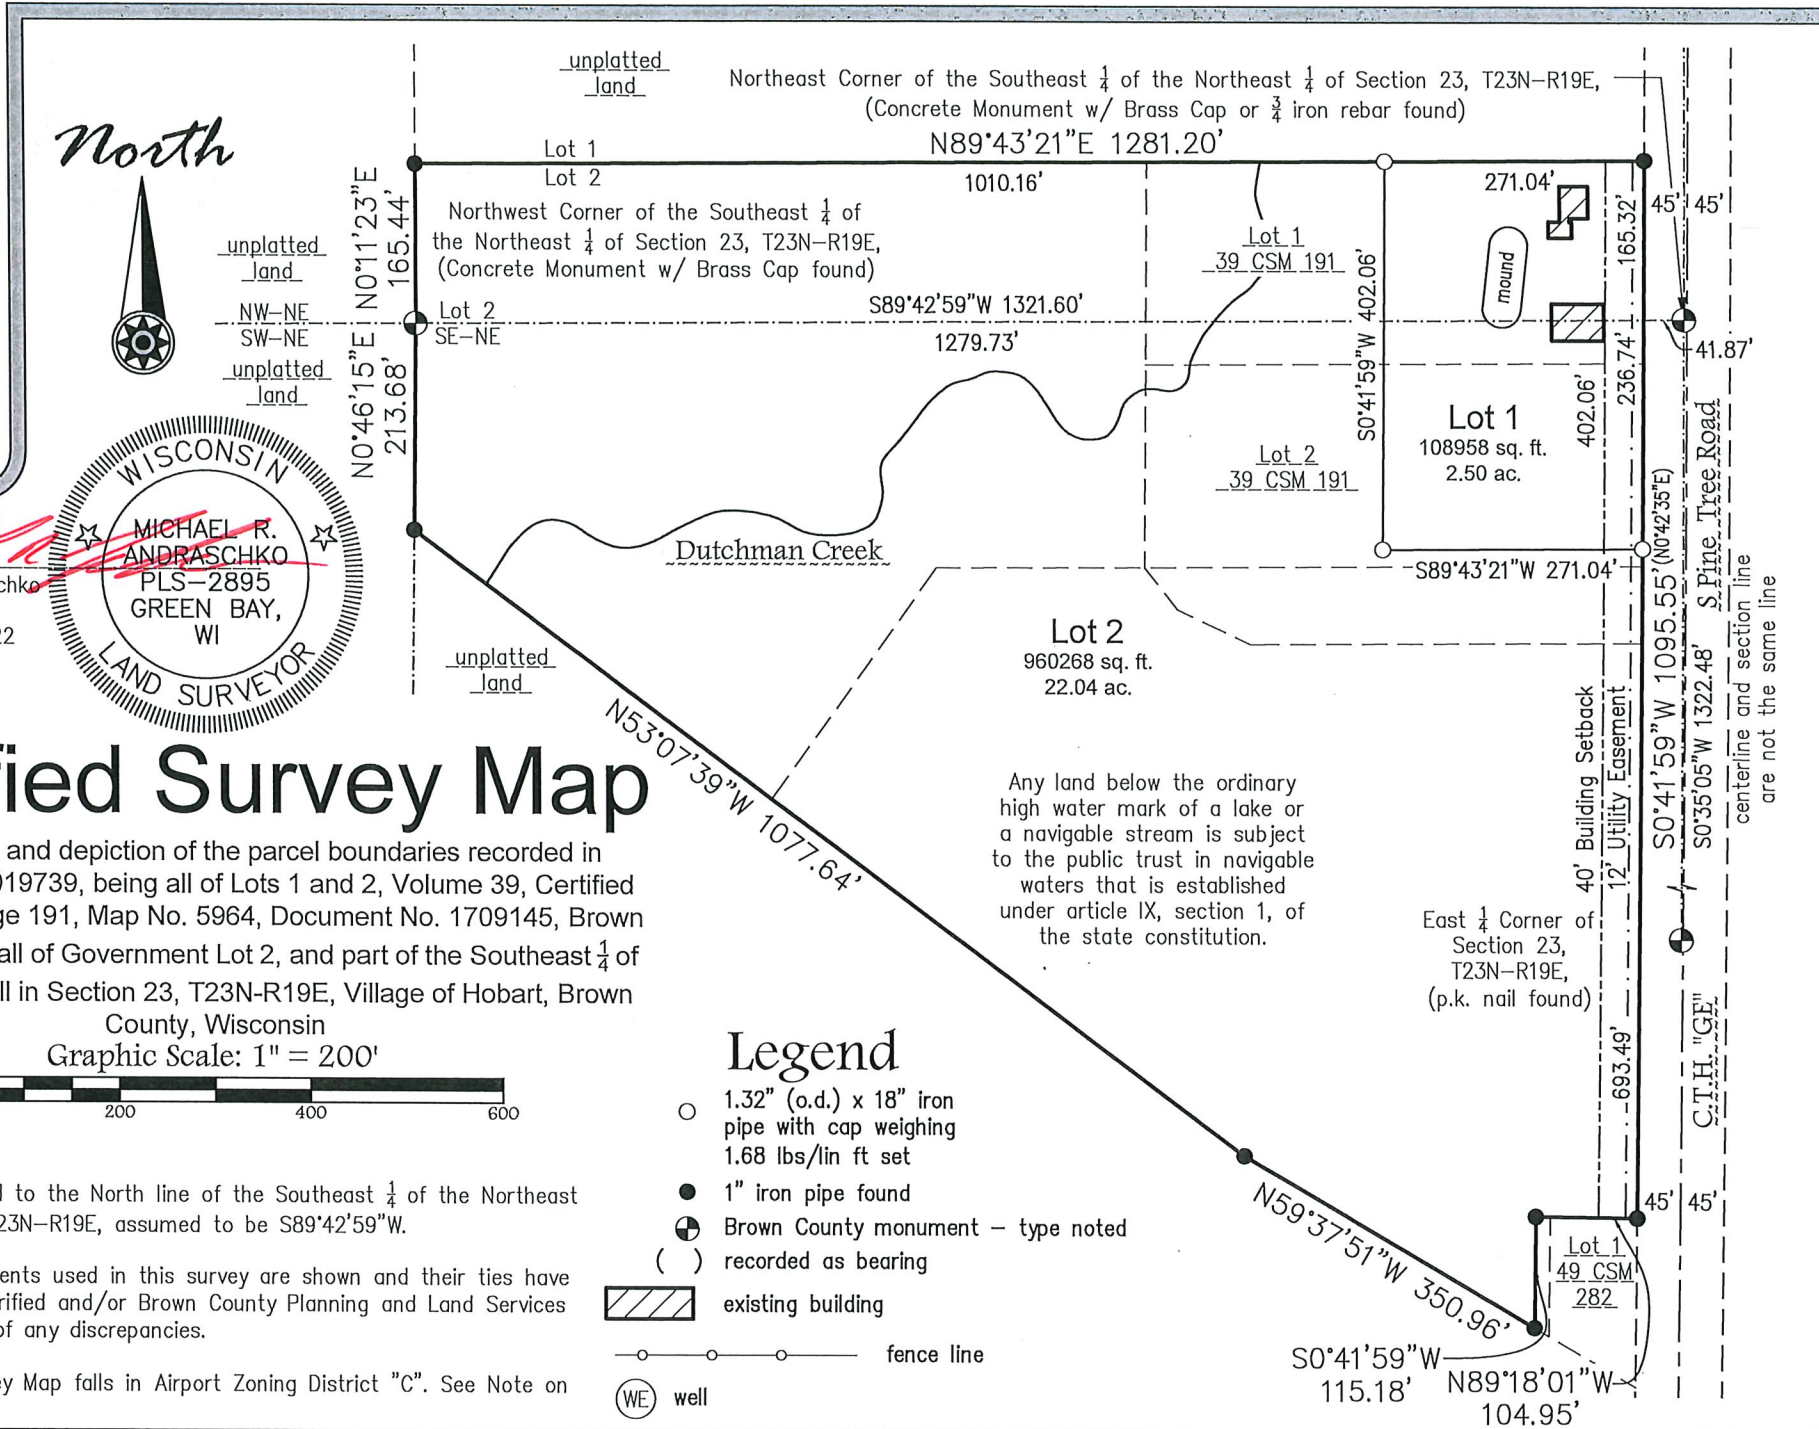 unplatted
land
Northeast Corner of the Southeast ¼ of the Northeast ¼ of Section 23, T23N–R19E,
(Concrete Monument w/ Brass Cap or ¾ iron rebar found)
North
N89°43'21"E 1281.20'
Lot 1
Lot 2
1010.16'
271.04'
N0°11'23"E
165.44'
Northwest Corner of the Southeast ¼ of
the Northeast ¼ of Section 23, T23N–R19E,
(Concrete Monument w/ Brass Cap found)
unplatted
land
Lot 1
39 CSM 191
mound
165.32'
45' 45'
NW–NE
SW–NE
Lot 2
SE–NE
S89°42'59"W 1321.60'
1279.73'
S0°41'59"W 402.06'
41.87'
unplatted
land
N0°46'15"E
213.68'
236.74'
402.06'
Lot 1
108958 sq. ft.
2.50 ac.
Lot 2
39 CSM 191
S Pine Tree Road
WISCONSIN
MICHAEL R.
ANDRASCHKO
PLS–2895
GREEN BAY,
WI
LAND SURVEYOR
chko
22
Dutchman Creek
S89°43'21"W 271.04'
(N0°42'35"E)
S0°41'59"W 1095.55'
S0°35'05"W 1322.48'
centerline and section line
are not the same line
Lot 2
960268 sq. ft.
22.04 ac.
unplatted
land
N53°07'39"W 1077.64'
40' Building Setback
12' Utility Easement
fied Survey Map
and depiction of the parcel boundaries recorded in
019739, being all of Lots 1 and 2, Volume 39, Certified
ge 191, Map No. 5964, Document No. 1709145, Brown
all of Government Lot 2, and part of the Southeast ¼ of
ll in Section 23, T23N-R19E, Village of Hobart, Brown
County, Wisconsin
Graphic Scale: 1" = 200'
200 400 600
Any land below the ordinary
high water mark of a lake or
a navigable stream is subject
to the public trust in navigable
waters that is established
under article IX, section 1, of
the state constitution.
East ¼ Corner of
Section 23,
T23N–R19E,
(p.k. nail found)
693.49'
C.T.H. "GE"
Legend
1.32" (o.d.) x 18" iron
pipe with cap weighing
1.68 lbs/lin ft set
1" iron pipe found
Brown County monument – type noted
( ) recorded as bearing
existing building
fence line
WE well
to the North line of the Southeast ¼ of the Northeast
23N–R19E, assumed to be S89°42'59"W.
ents used in this survey are shown and their ties have
rified and/or Brown County Planning and Land Services
of any discrepancies.
ey Map falls in Airport Zoning District "C". See Note on
N59°37'51"W 350.96'
45' 45'
Lot 1
49 CSM
282
S0°41'59"W
115.18'
N89°18'01"W
104.95'